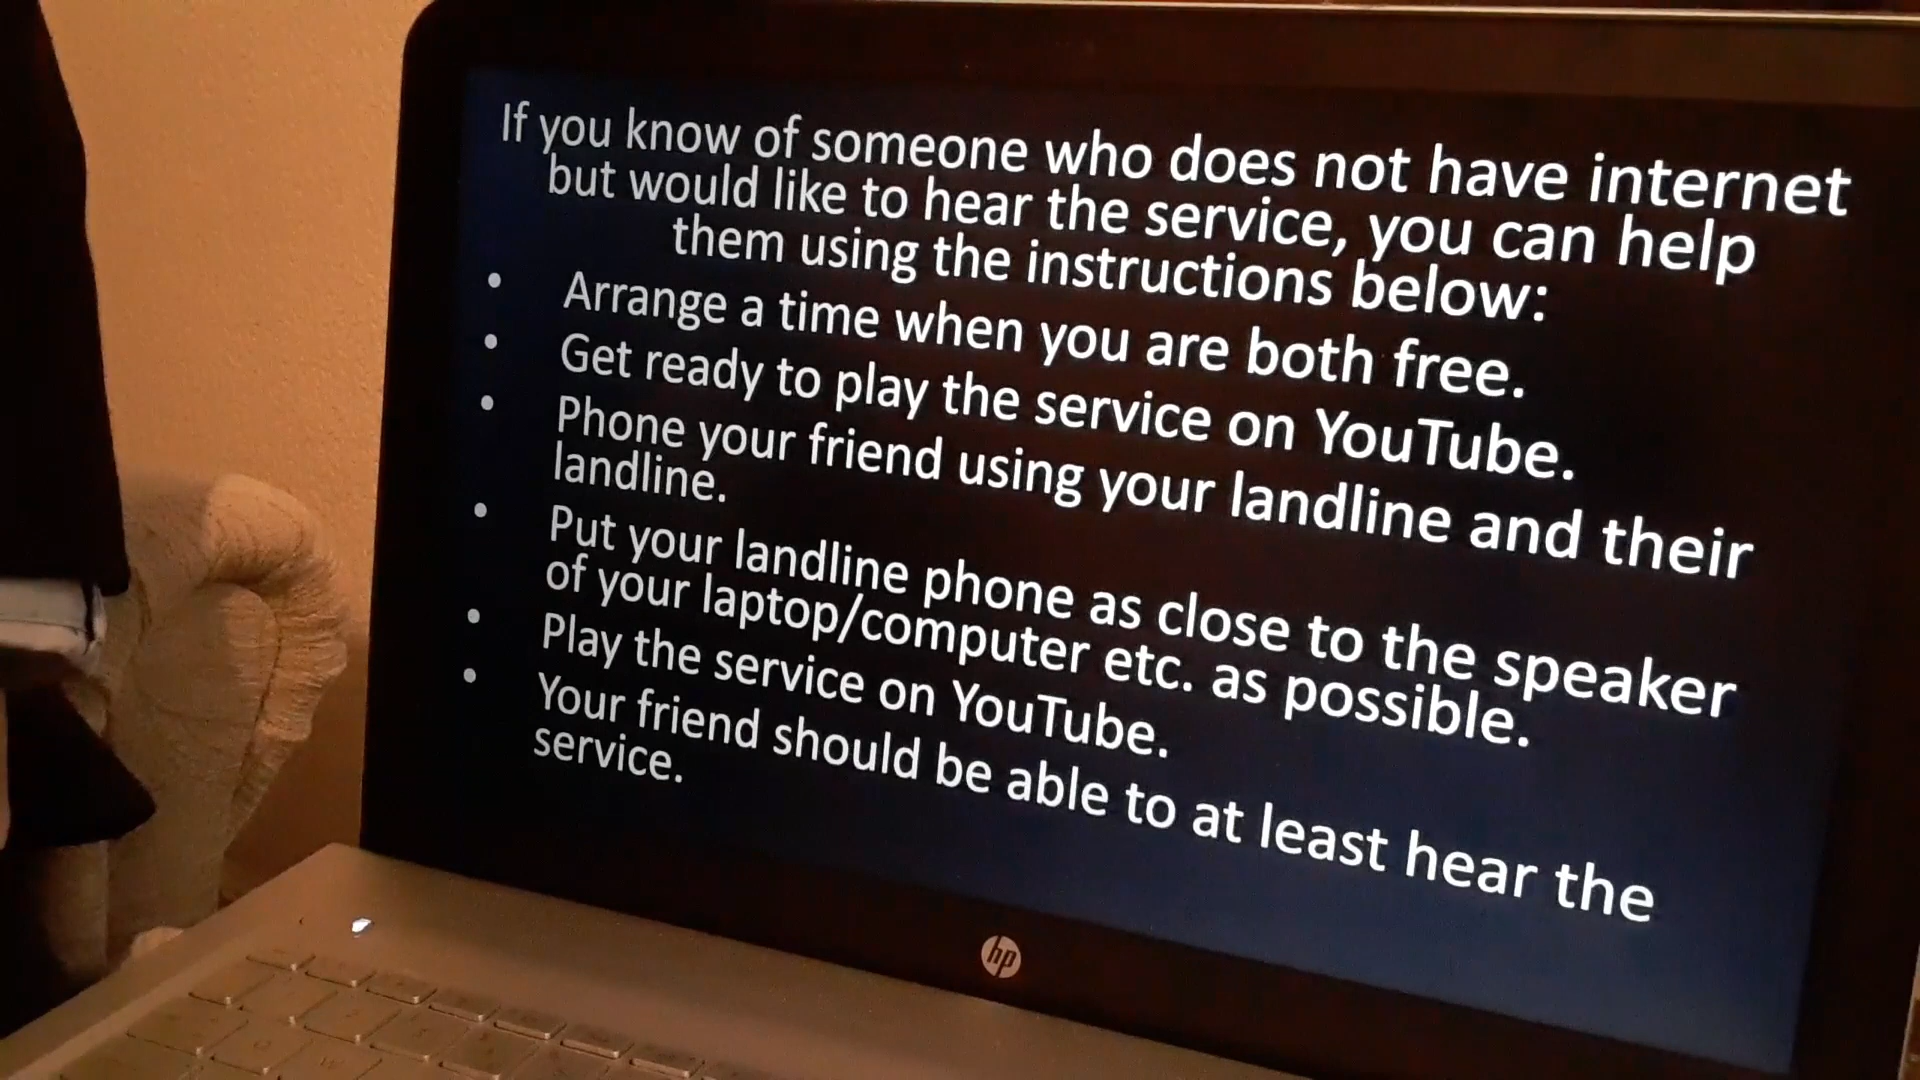 If you know of someone who does not have internet
but would like to hear the service, you can help
them using the instructions below:
• Arrange a time when you are both free.
• Get ready to play the service on YouTube.
• Phone your friend using your landline and their
landline.
• Put your landline phone as close to the speaker
of your laptop/computer etc. as possible.
• Play the service on YouTube.
• Your friend should be able to at least hear the
service.
hp